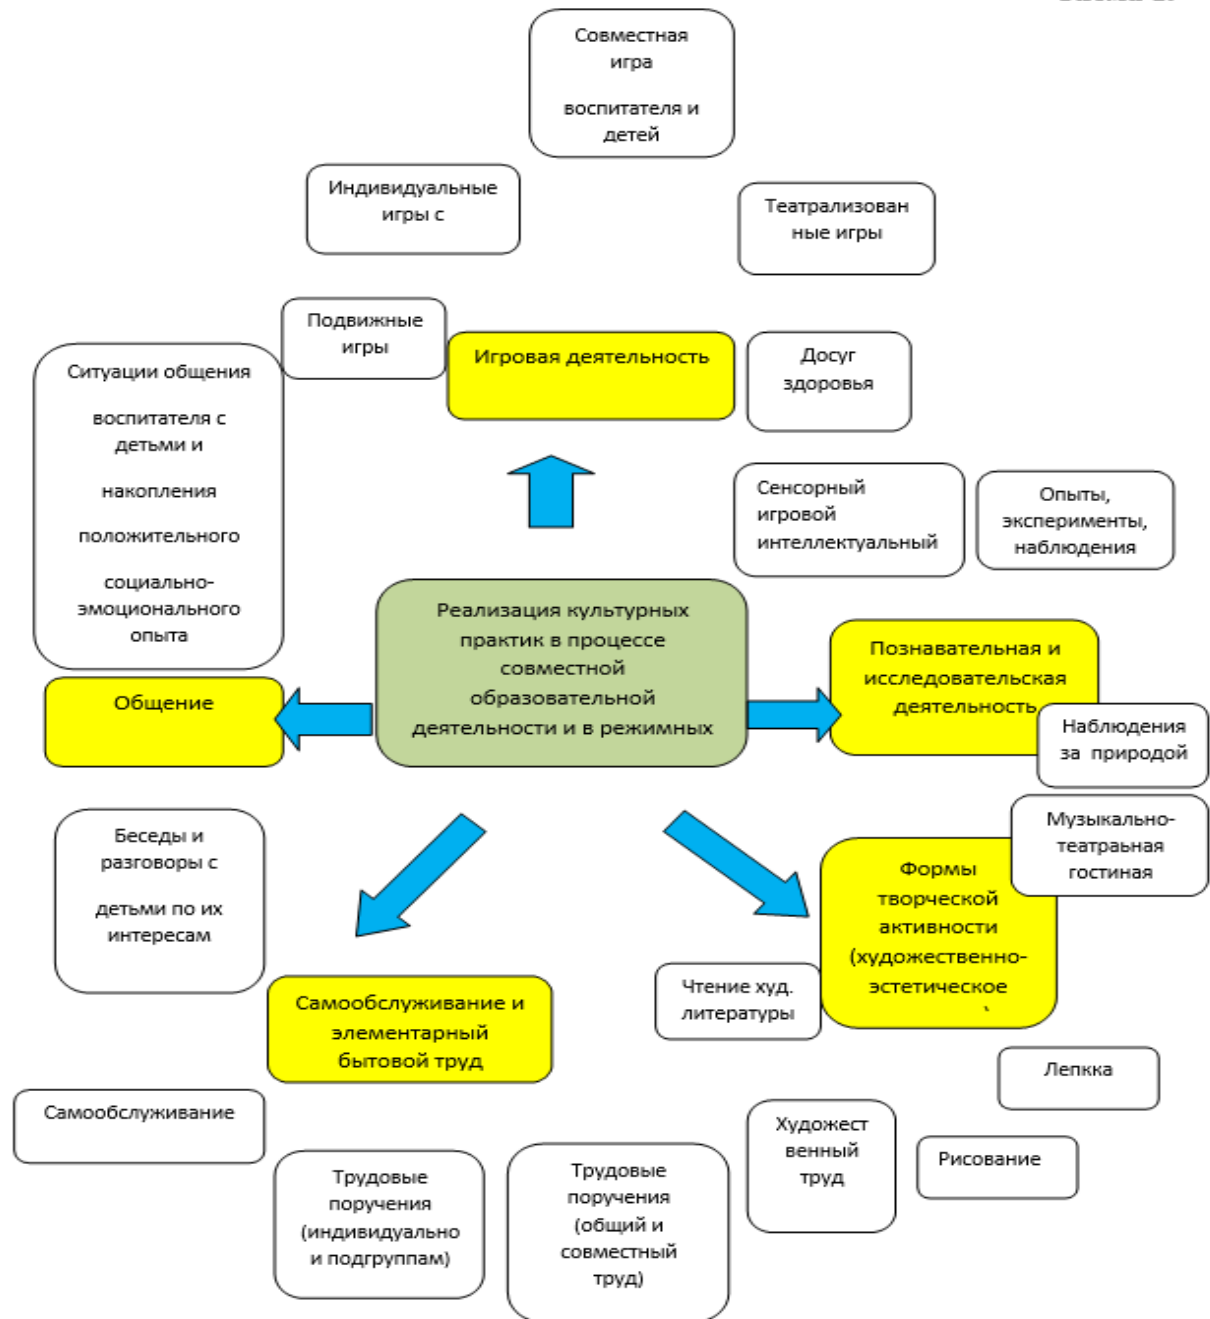 Совместная
игра
воспитателя и
детей
Индивидуальные
игры с
Театрализован
ные игры
Подвижные
игры
Игровая деятельность
Досуг
здоровья
Ситуации общения
воспитателя с
детьми и
накопления
положительного
социально-
эмоционального
опыта
Сенсорный
игровой
интеллектуальный
Опыты,
эксперименты,
наблюдения
Реализация культурных
практик в процессе
совместной
образовательной
деятельности и в режимных
Познавательная и
исследовательская
деятельность
Общение
Наблюдения
за природой
Музыкально-
театраьная
гостиная
Беседы и
разговоры с
детьми по их
интересам
Формы
творческой
активности
(художественно-
эстетическое
Чтение худ.
литературы
Самообслуживание и
элементарный
бытовой труд
Лепкка
Самообслуживание
Художест
венный
труд
Рисование
Трудовые
поручения
(индивидуально
и подгруппам)
Трудовые
поручения
(общий и
совместный
труд)